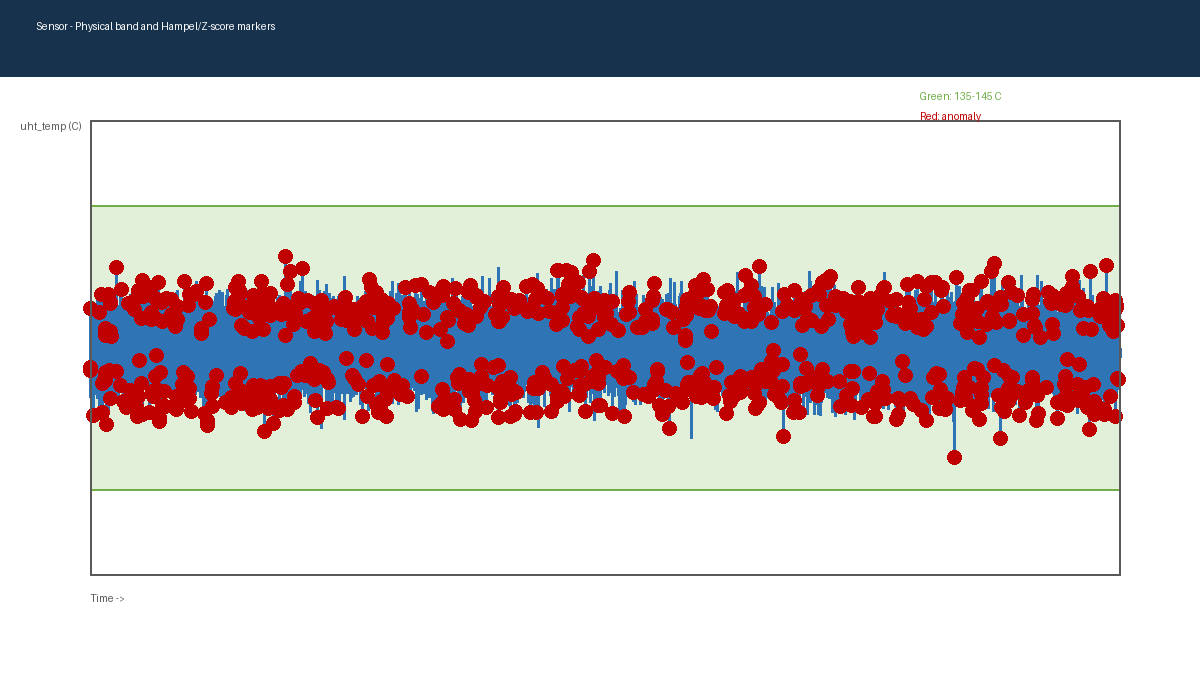 Sensor - Physical band and Hampel/Z-score markers
Green: 135-145 C
Red: anomaly
uht_temp (C)
Time ->